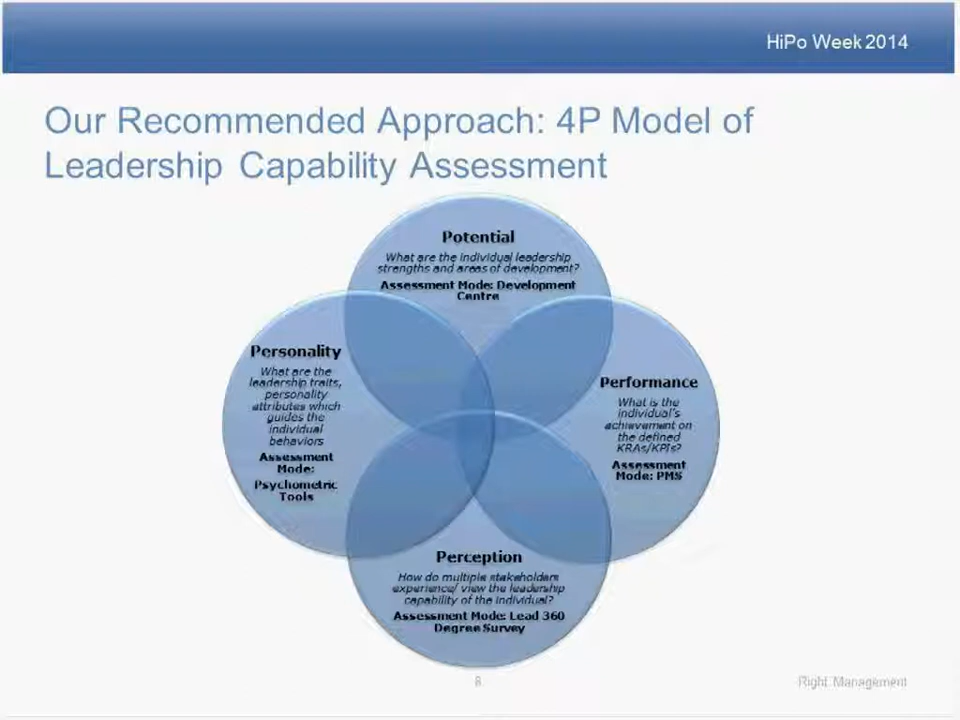 HiPo Week 2014
Our Recommended Approach: 4P Model of
Leadership Capability Assessment
Potential
What are the individual leadership
strengths and areas of development?
Assessment Mode: Development
Centre
Personality
What are the
leadership traits,
personality
attributes which
guides the
individual
behaviors
Assessment
Mode:
Psychometric
Tools
Performance
What is the
individual's
achievement on
the defined
KRAs/KPIs?
Assessment
Mode: PMS
Perception
How do multiple stakeholders
experience/ view the leadership
capability of the individual?
Assessment Mode: Lead 360
Degree Survey
8
Right Management